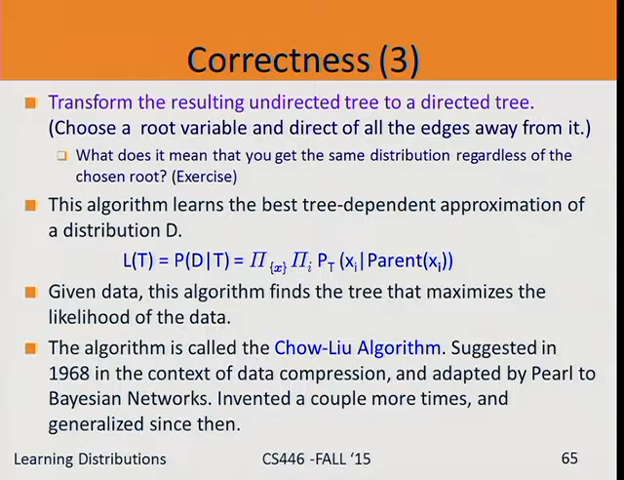 Correctness (3)
Transform the resulting undirected tree to a directed tree.
(Choose a root variable and direct of all the edges away from it.)
What does it mean that you get the same distribution regardless of the
chosen root? (Exercise)
This algorithm learns the best tree-dependent approximation of
a distribution D.
L(T) = P(D|T) = Π{x} Πi PT (xi|Parent(xi))
Given data, this algorithm finds the tree that maximizes the
likelihood of the data.
The algorithm is called the Chow-Liu Algorithm. Suggested in
1968 in the context of data compression, and adapted by Pearl to
Bayesian Networks. Invented a couple more times, and
generalized since then.
Learning Distributions CS446 -FALL ‘15 65